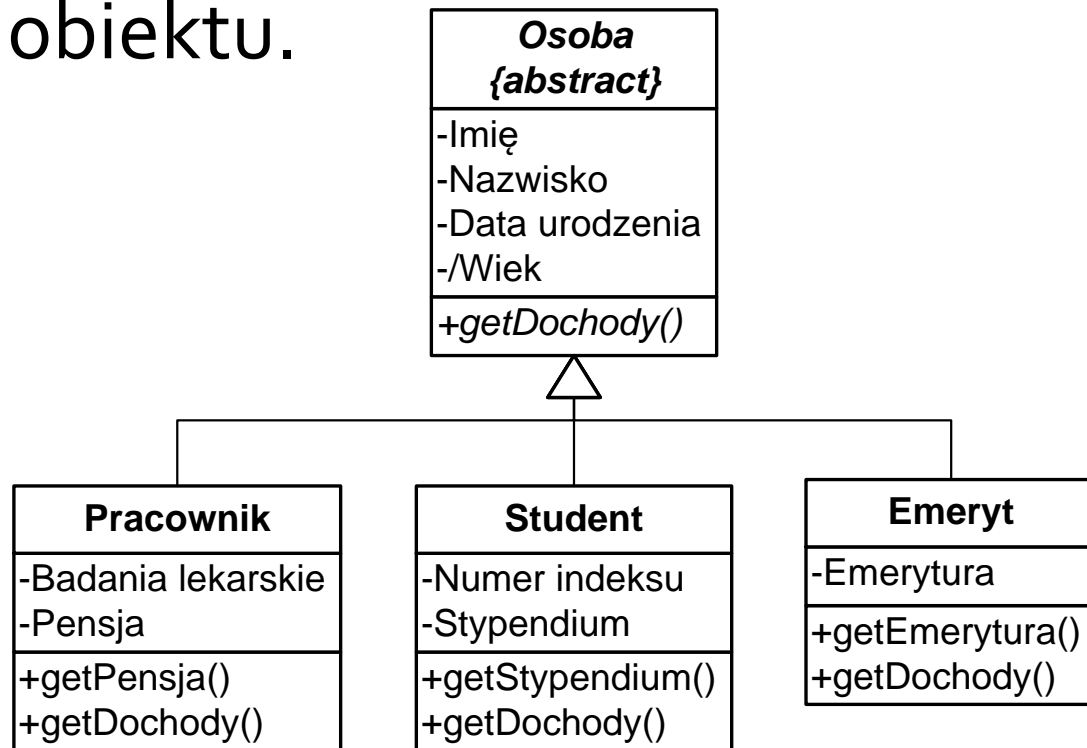 obiektu.
Osoba
{abstract}
-Imię
-Nazwisko
-Data urodzenia
-/Wiek
+getDochody()
Pracownik
-Badania lekarskie
-Pensja
+getPensja()
+getDochody()
Student
-Numer indeksu
-Stypendium
+getStypendium()
+getDochody()
Emeryt
-Emerytura
+getEmerytura()
+getDochody()